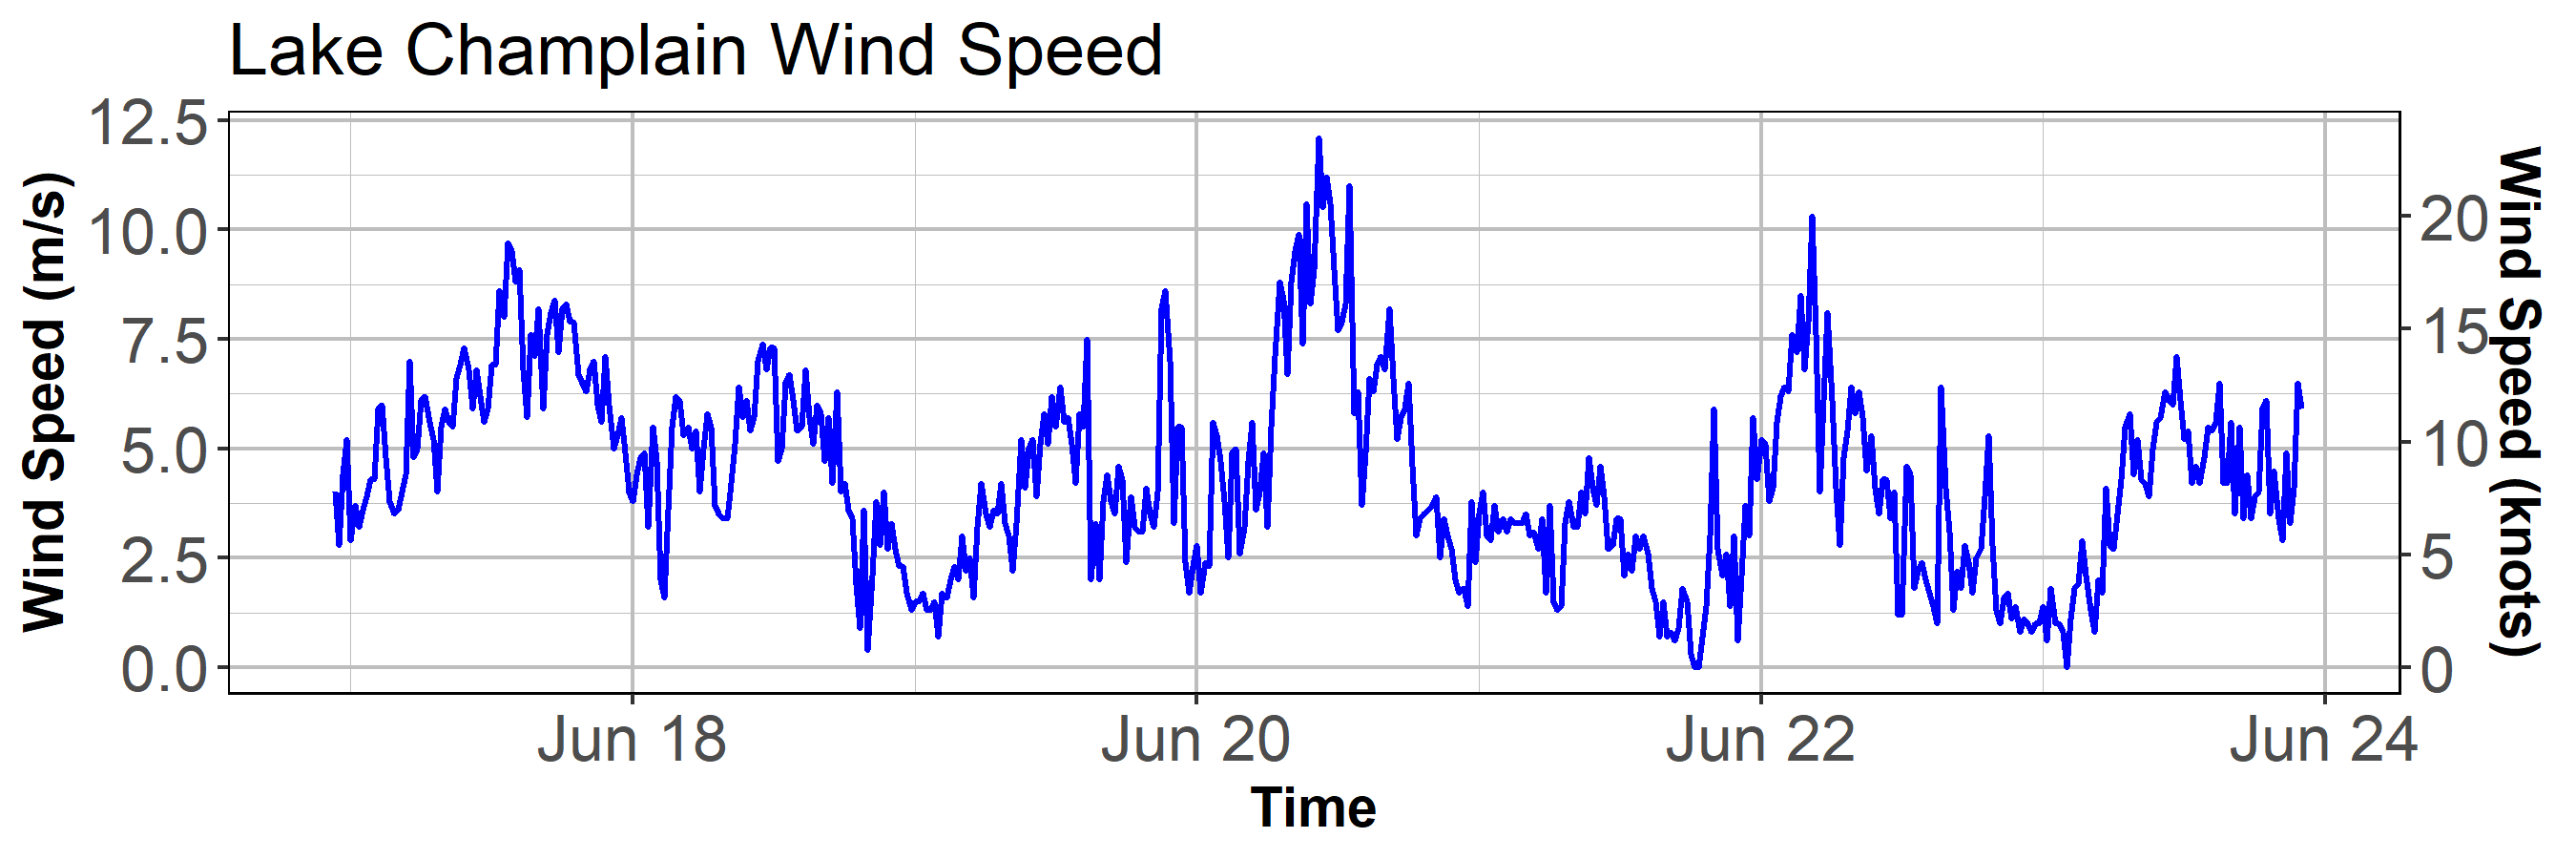 Lake Champlain Wind Speed
12.5
10.0
7.5
5.0
2.5
0.0
Wind Speed (m/s)
20
15
10
5
0
Wind Speed (knots)
Jun 18
Jun 20
Jun 22
Jun 24
Time